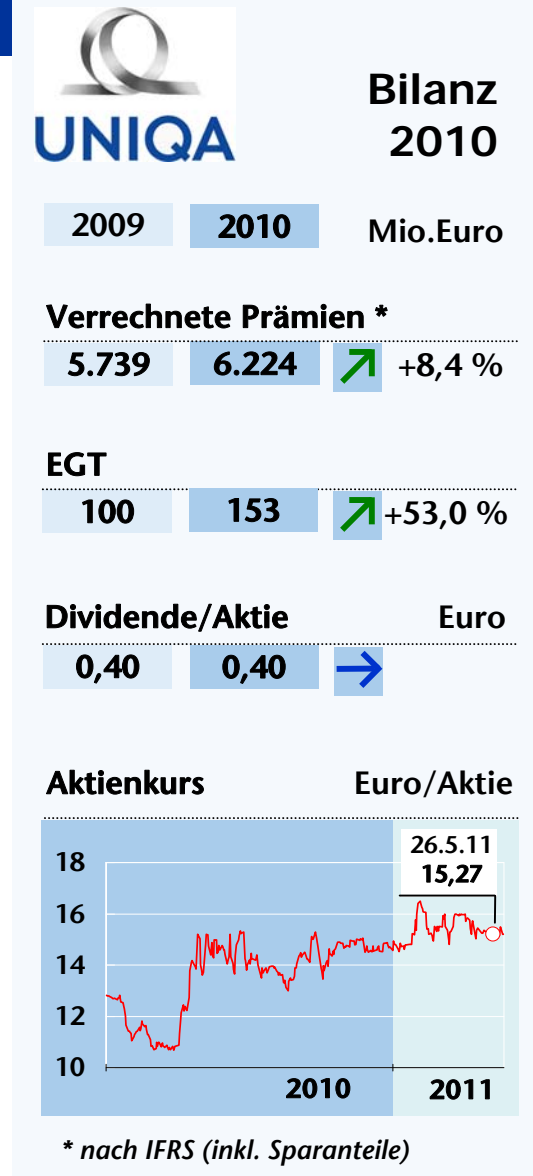 UNIQA
Bilanz
2010
2009 2010 Mio.Euro
Verrechnete Prämien *
5.739 6.224 +8,4 %
EGT
100 153 +53,0 %
Dividende/Aktie Euro
0,40 0,40
Aktienkurs Euro/Aktie
26.5.11
15,27
18
16
14
12
10
2010 2011
* nach IFRS (inkl. Sparanteile)